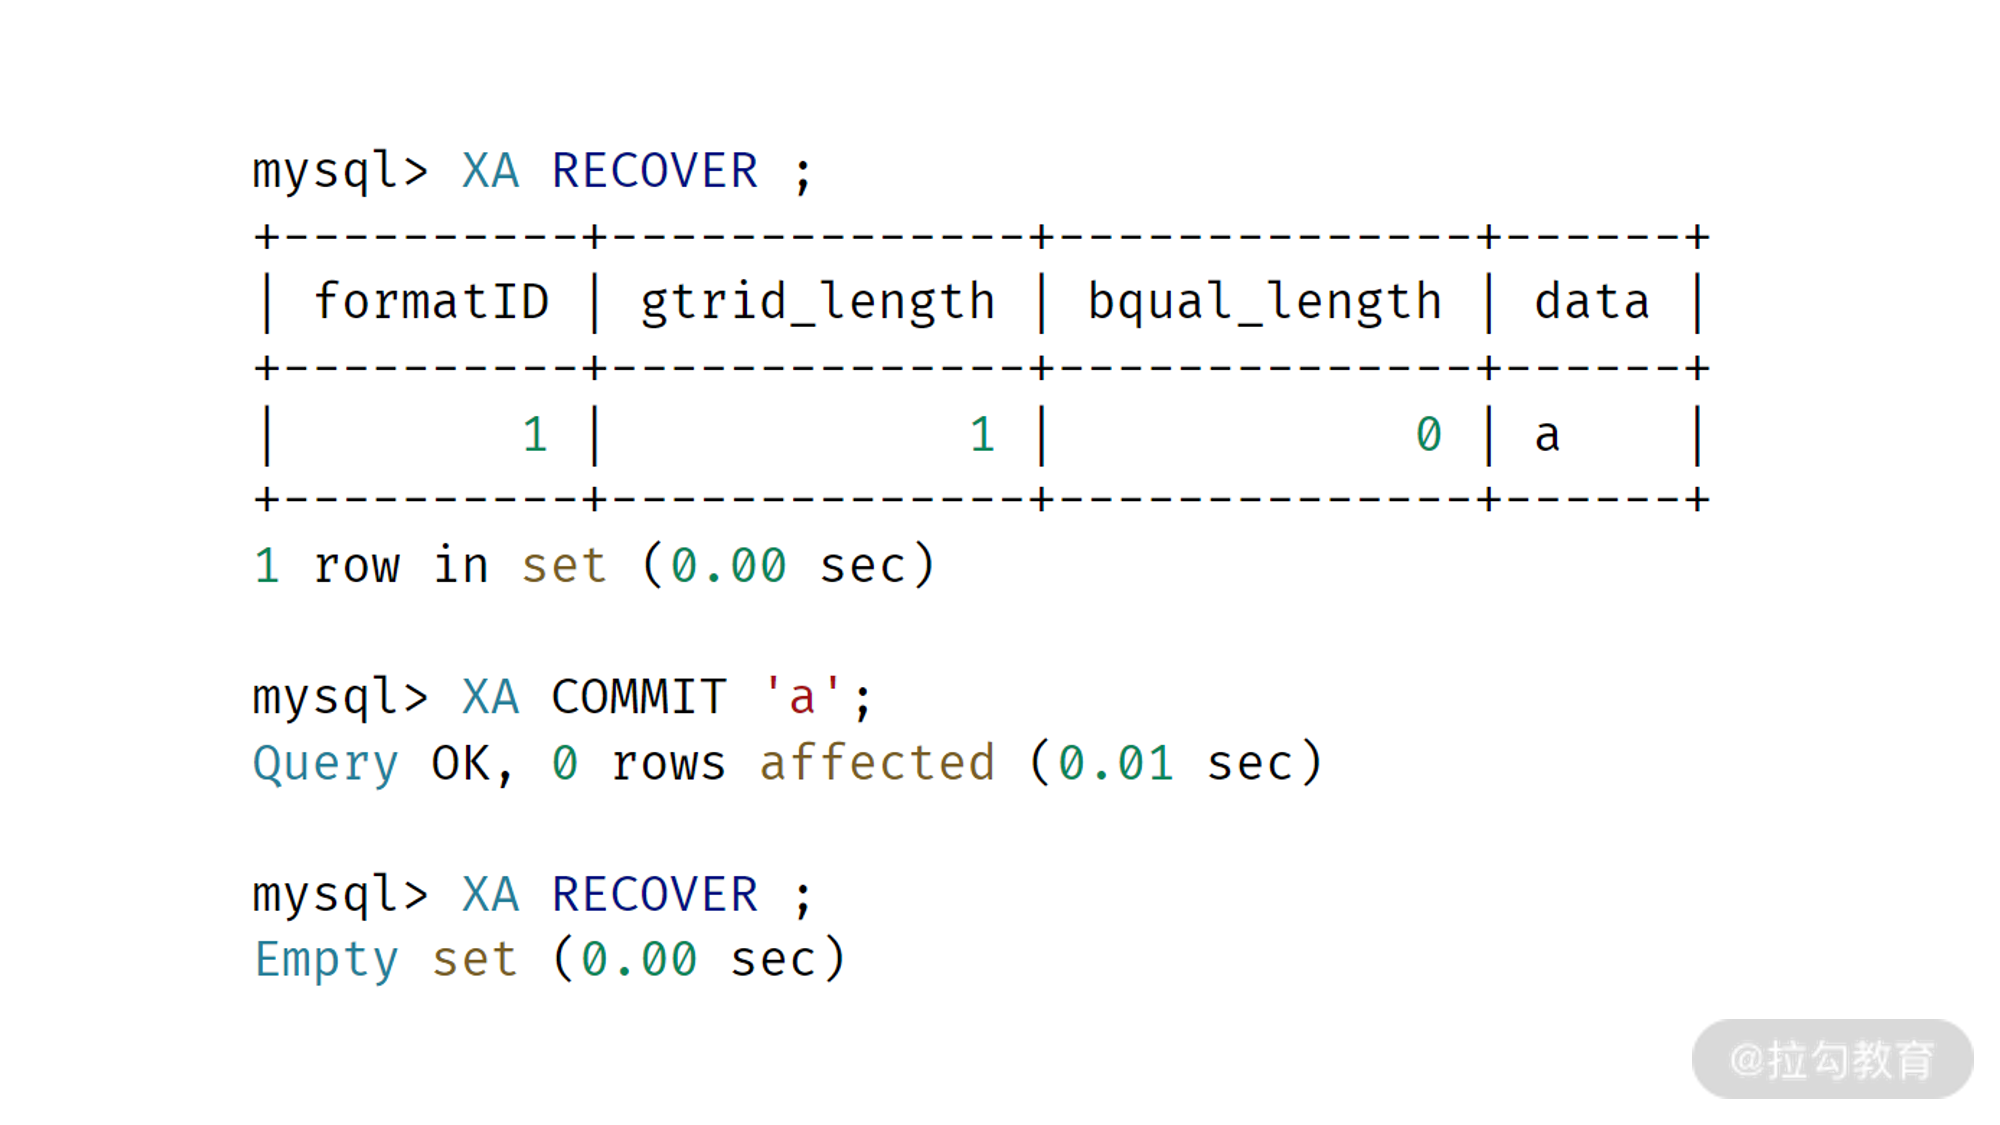 mysql> XA RECOVER ;
+----------+--------------+--------------+------+
| formatID | gtrid_length | bqual_length | data |
+----------+--------------+--------------+------+
|        1 |            1 |            0 | a    |
+----------+--------------+--------------+------+
1 row in set (0.00 sec)
mysql> XA COMMIT 'a';
Query OK, 0 rows affected (0.01 sec)
mysql> XA RECOVER ;
Empty set (0.00 sec)
@拉勾教育